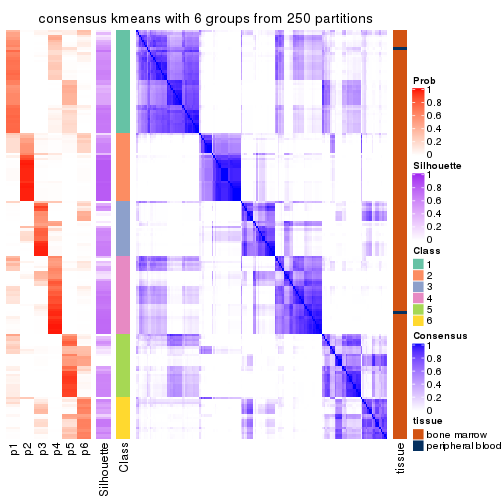 consensus kmeans with 6 groups from 250 partitions
Prob
1
0.8
0.6
0.4
0.2
0
Silhouette
1
0.8
0.6
0.4
0.2
0
Class
1
2
3
4
5
6
Consensus
1
0.8
0.6
0.4
0.2
0
tissue
bone marrow
peripheral blood
p1
p2
p3
p4
p5
p6
Silhouette
Class
tissue